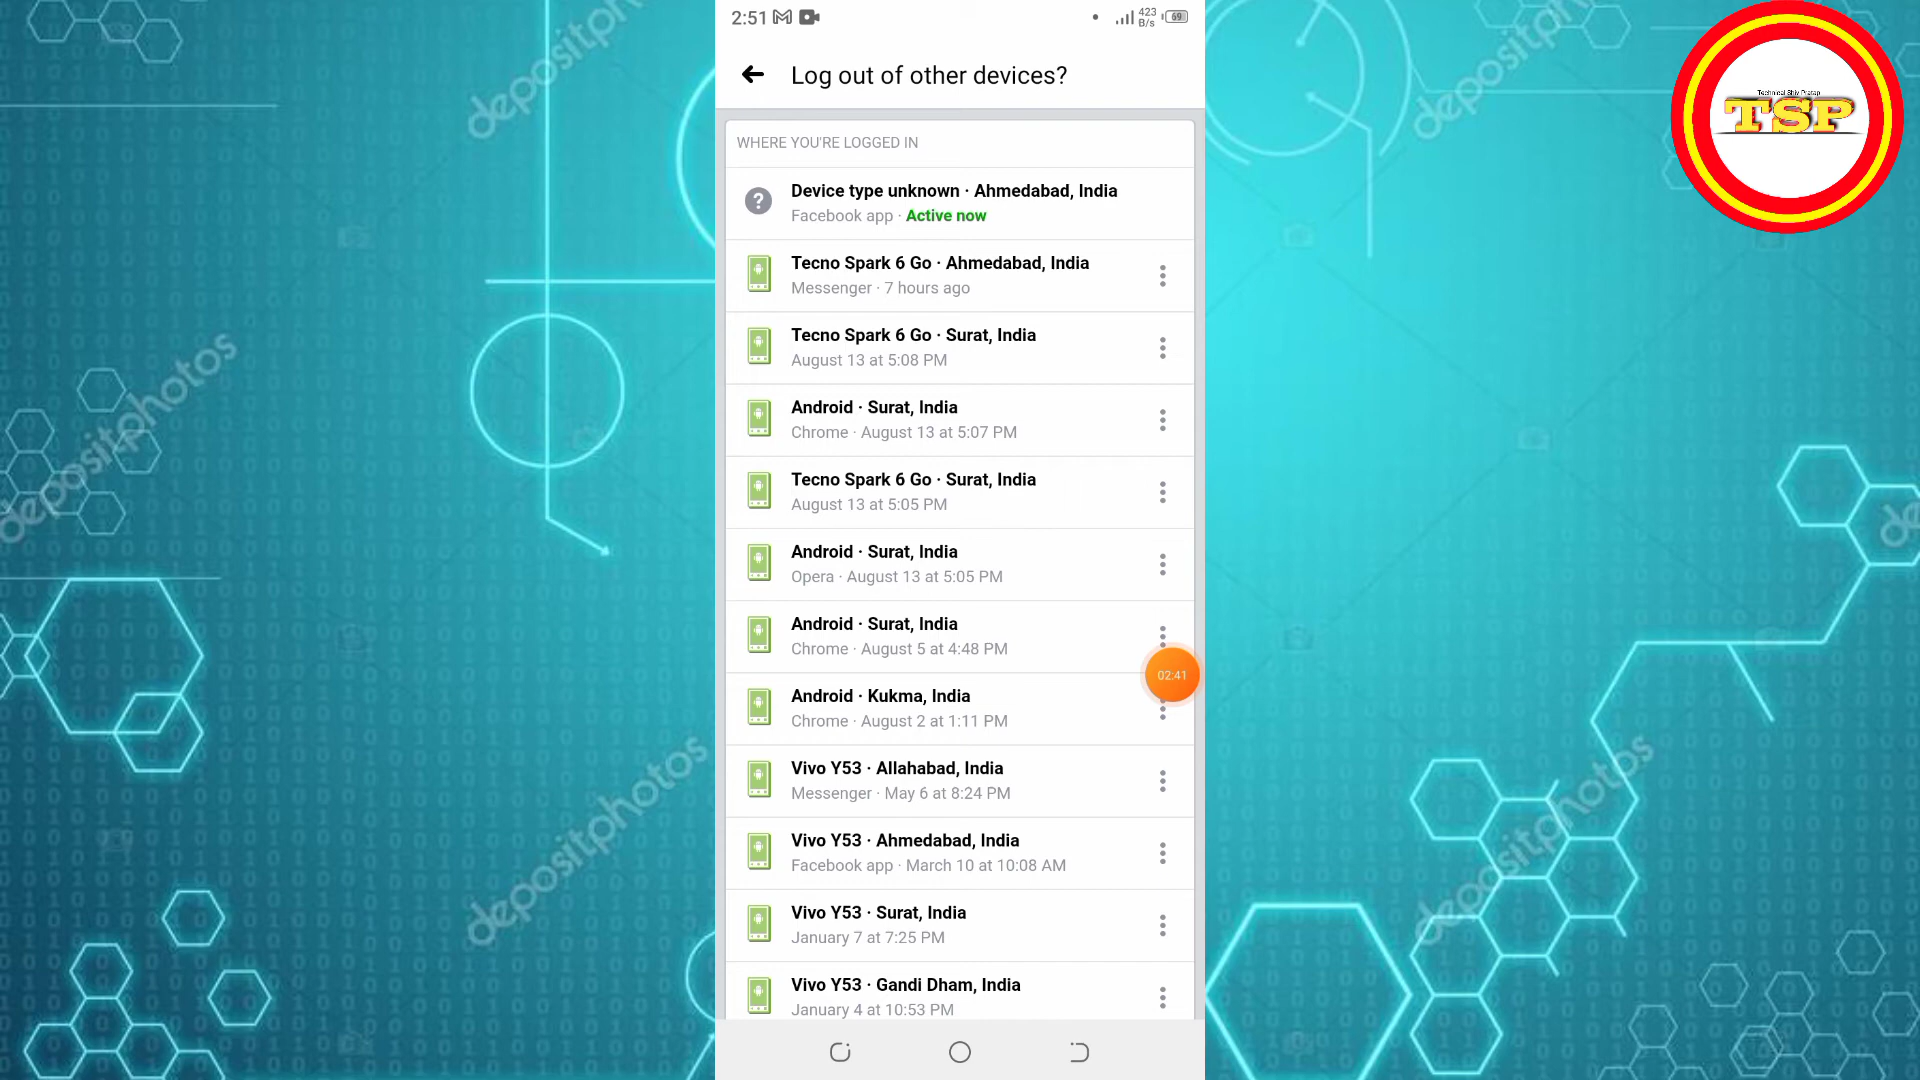 2:51
423
B/s
69
Log out of other devices?
WHERE YOU'RE LOGGED IN
Device type unknown · Ahmedabad, India
Facebook app · Active now
Tecno Spark 6 Go · Ahmedabad, India
Messenger · 7 hours ago
Tecno Spark 6 Go · Surat, India
August 13 at 5:08 PM
Android · Surat, India
Chrome · August 13 at 5:07 PM
Tecno Spark 6 Go · Surat, India
August 13 at 5:05 PM
Android · Surat, India
Opera · August 13 at 5:05 PM
Android · Surat, India
Chrome · August 5 at 4:48 PM
02:41
Android · Kukma, India
Chrome · August 2 at 1:11 PM
Vivo Y53 · Allahabad, India
Messenger · May 6 at 8:24 PM
Vivo Y53 · Ahmedabad, India
Facebook app · March 10 at 10:08 AM
Vivo Y53 · Surat, India
January 7 at 7:25 PM
Vivo Y53 · Gandi Dham, India
January 4 at 10:53 PM
Technical Shiv Pratap
TSP
depositphotos
depositphotos
depositphotos
depositphotos